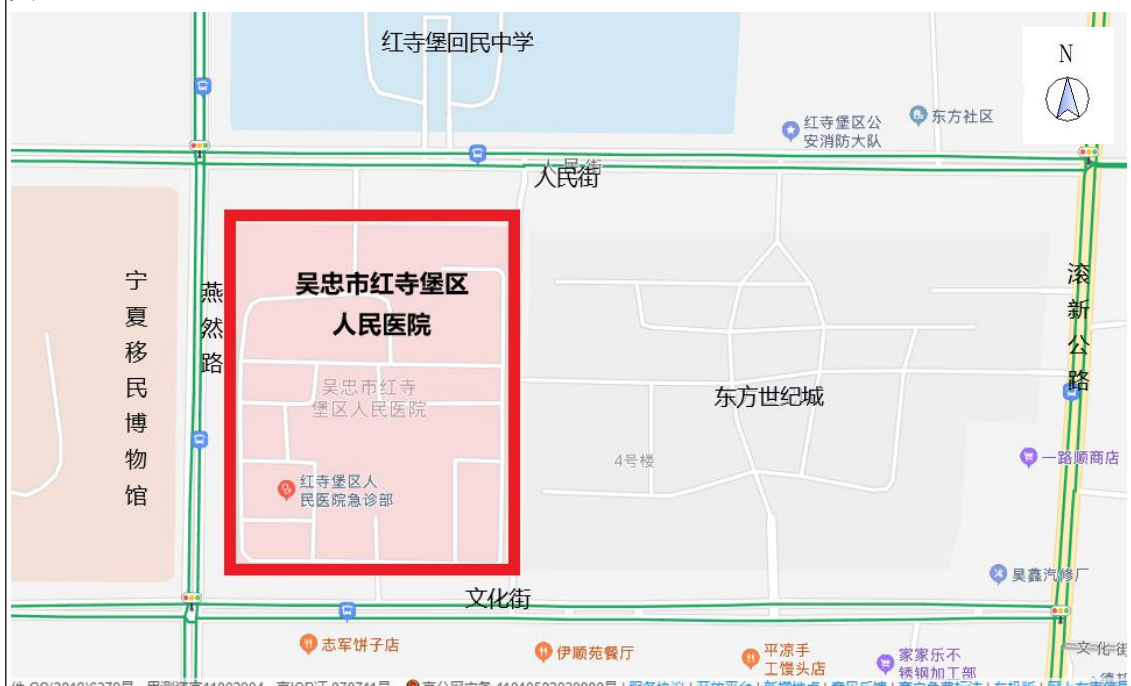 红寺堡回民中学
N
红寺堡区公
安消防大队
东方社区
人民街
人民街
宁夏移民博物馆
燕然路
吴忠市红寺堡区
人民医院
吴忠市红寺
堡区人民医院
滚新公路
东方世纪城
4号楼
一路顺商店
红寺堡区人
民医院急诊部
昊鑫汽修厂
文化街
志军饼子店
伊顺苑餐厅
平凉手
工馒头店
家家乐不
锈钢加工部
文化街